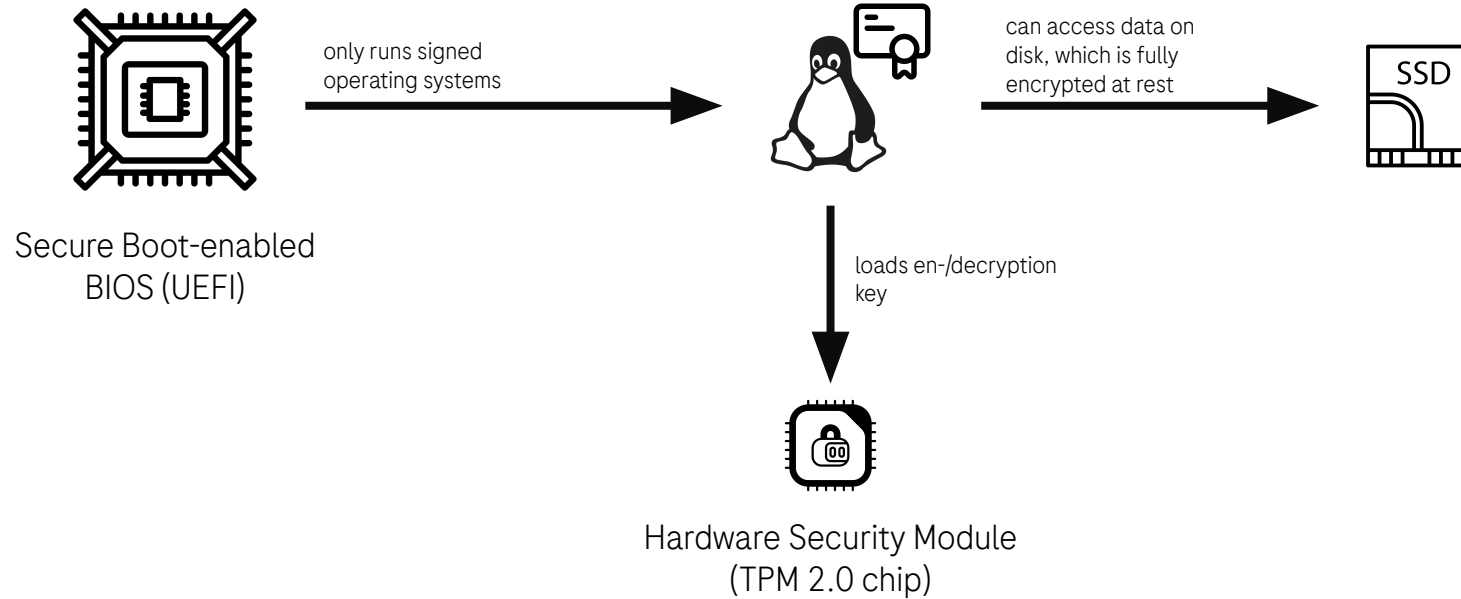 only runs signed
operating systems
can access data on
disk, which is fully
encrypted at rest
SSD
Secure Boot-enabled
BIOS (UEFI)
loads en-/decryption
key
Hardware Security Module
(TPM 2.0 chip)